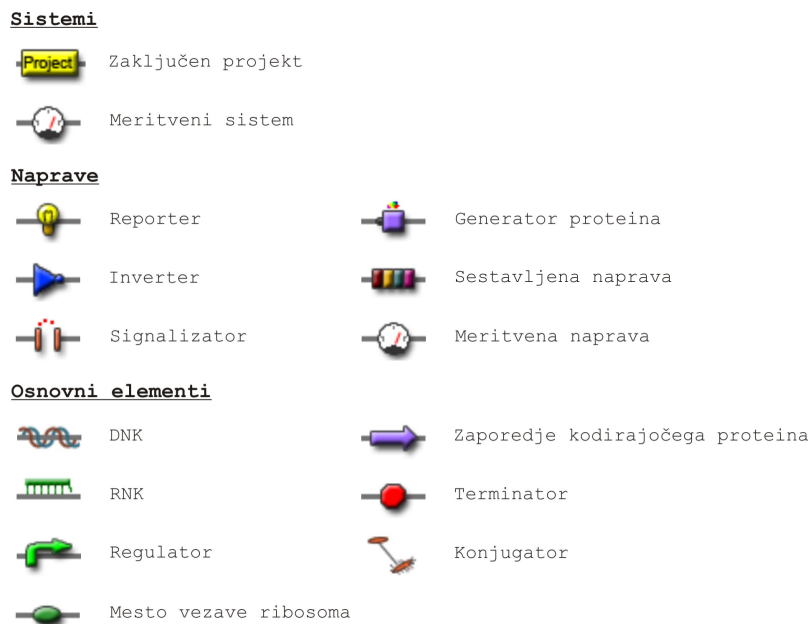 Sistemi
Project
Zaključen projekt
Meritveni sistem
Naprave
Reporter
Generator proteina
Inverter
Sestavljena naprava
Signalizator
Meritvena naprava
Osnovni elementi
DNK
Zaporedje kodirajočega proteina
RNK
Terminator
Regulator
Konjugator
Mesto vezave ribosoma